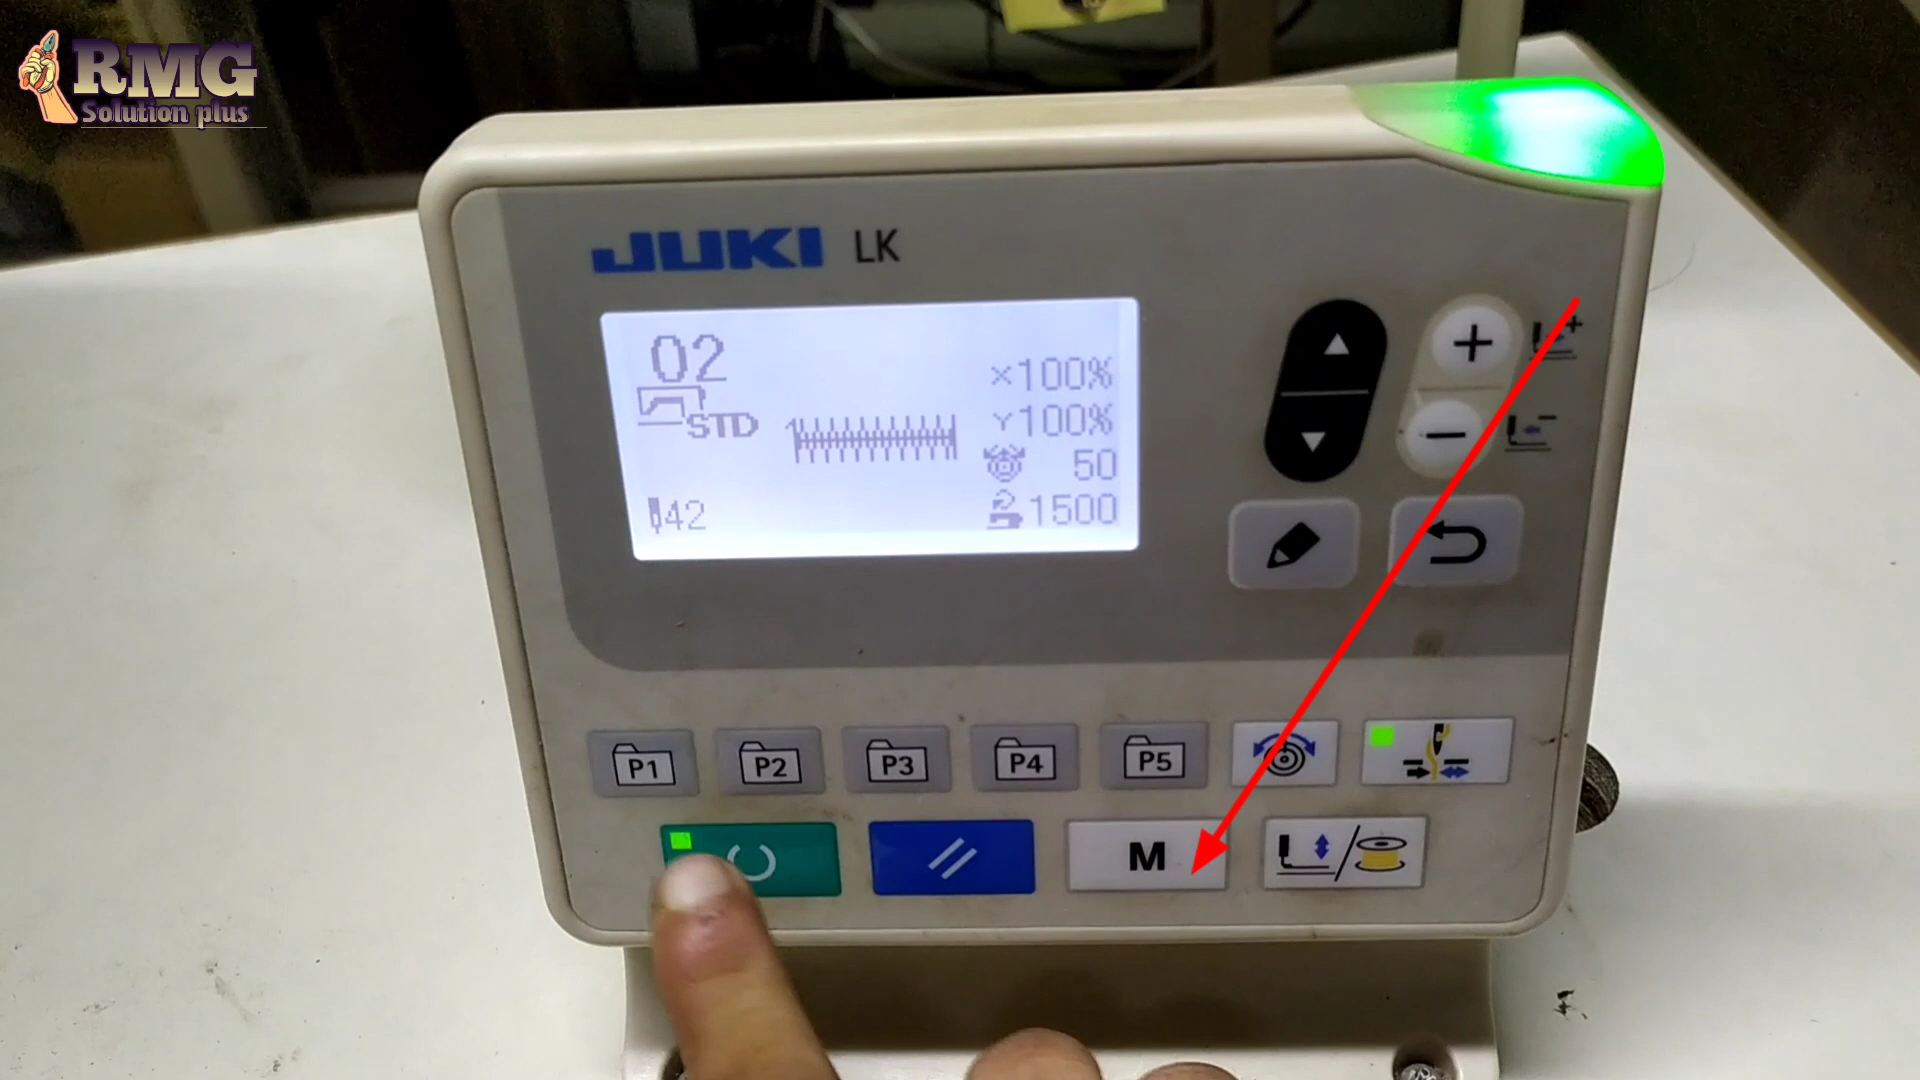 RMG
Solution plus
JUKI LK
02
STD
×100%
Y100%
50
42
1500
P1 P2 P3 P4 P5
M